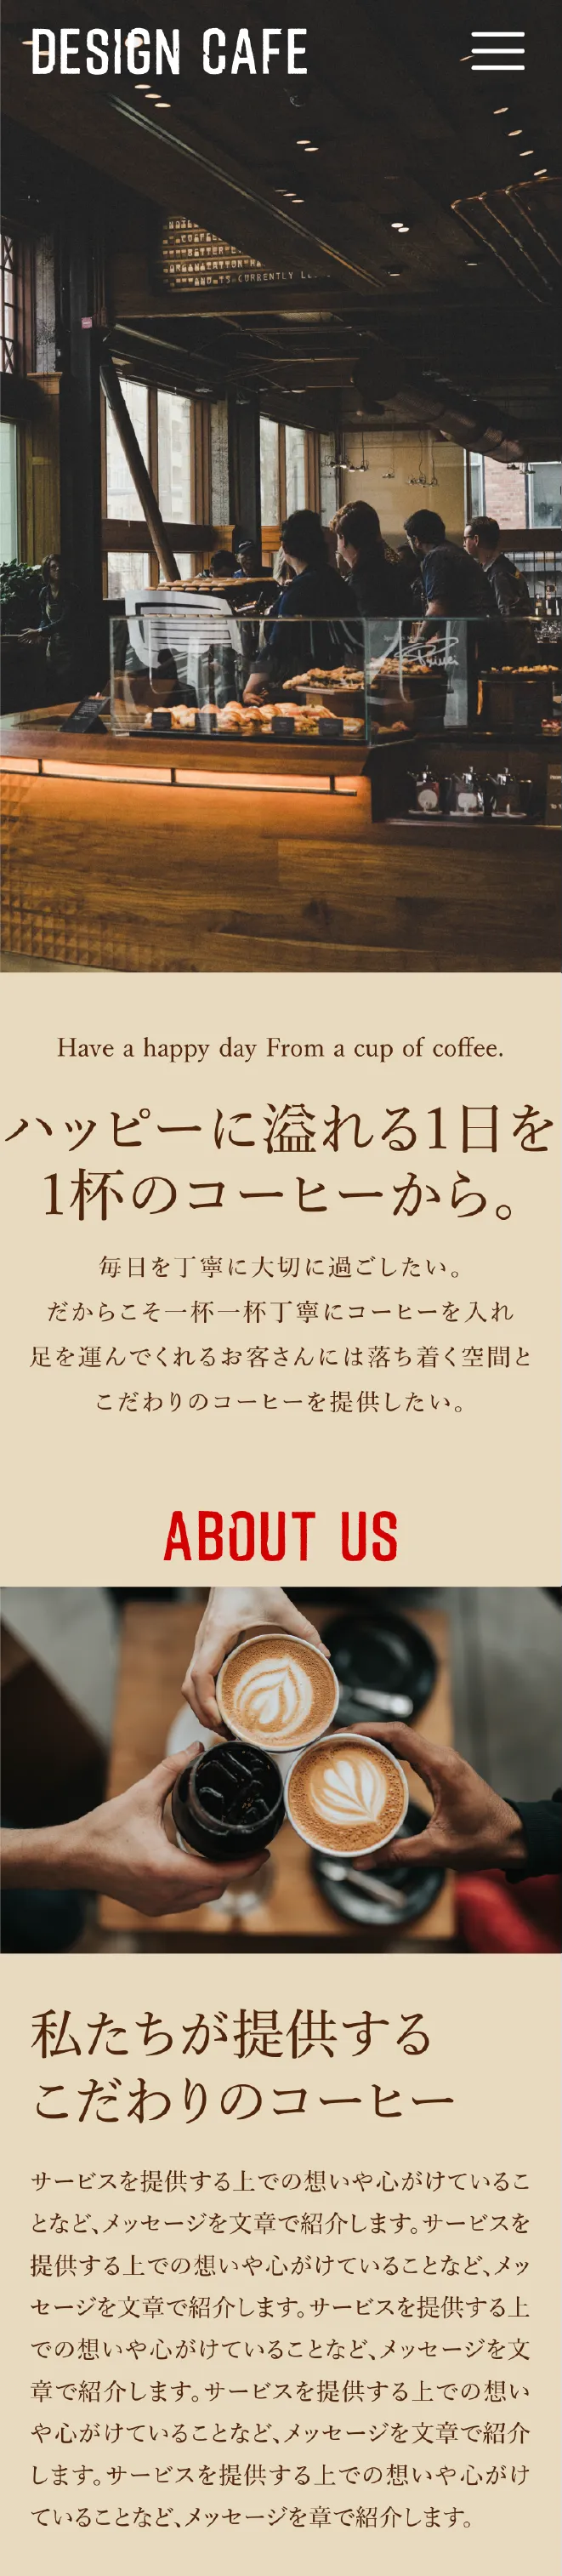 DESIGN CAFE
Have a happy day From a cup of coffee.
ハッピーに溢れる1日を
1杯のコーヒーから。
毎日を丁寧に大切に過ごしたい。
だからこそ一杯一杯丁寧にコーヒーを入れ
足を運んでくれるお客さんには落ち着く空間と
こだわりのコーヒーを提供したい。
ABOUT US
私たちが提供する
こだわりのコーヒー
サービスを提供する上での想いや心がけているこ
となど、メッセージを文章で紹介します。サービスを
提供する上での想いや心がけていることなど、メッ
セージを文章で紹介します。サービスを提供する上
での想いや心がけていることなど、メッセージを文
章で紹介します。サービスを提供する上での想い
や心がけていることなど、メッセージを文章で紹介
します。サービスを提供する上での想いや心がけ
ていることなど、メッセージを章で紹介します。